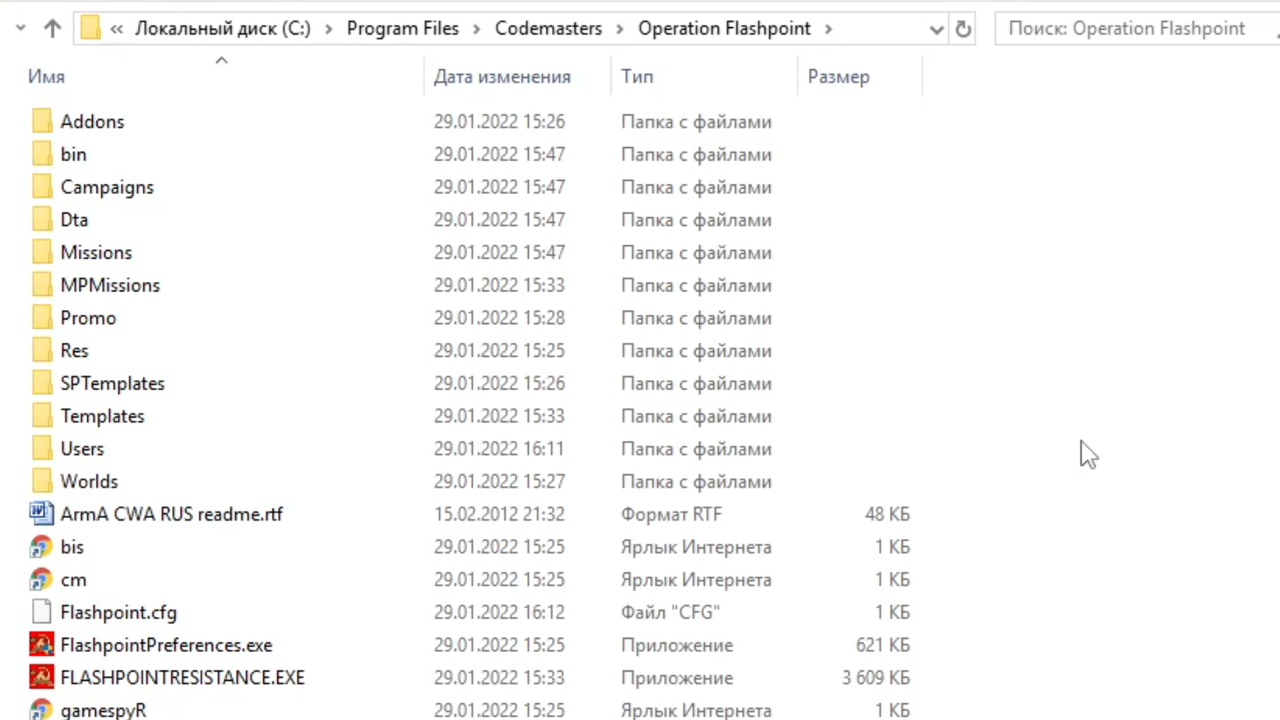 « Локальный диск (C:) › Program Files › Codemasters › Operation Flashpoint › Поиск: Operation Flashpoint
Имя Дата изменения Тип Размер
Addons 29.01.2022 15:26 Папка с файлами
bin 29.01.2022 15:47 Папка с файлами
Campaigns 29.01.2022 15:47 Папка с файлами
Dta 29.01.2022 15:47 Папка с файлами
Missions 29.01.2022 15:47 Папка с файлами
MPMissions 29.01.2022 15:33 Папка с файлами
Promo 29.01.2022 15:28 Папка с файлами
Res 29.01.2022 15:25 Папка с файлами
SPTemplates 29.01.2022 15:26 Папка с файлами
Templates 29.01.2022 15:33 Папка с файлами
Users 29.01.2022 16:11 Папка с файлами
Worlds 29.01.2022 15:27 Папка с файлами
ArmA CWA RUS readme.rtf 15.02.2012 21:32 Формат RTF 48 КБ
bis 29.01.2022 15:25 Ярлык Интернета 1 КБ
cm 29.01.2022 15:25 Ярлык Интернета 1 КБ
Flashpoint.cfg 29.01.2022 16:12 Файл "CFG" 1 КБ
FlashpointPreferences.exe 29.01.2022 15:25 Приложение 621 КБ
FLASHPOINTRESISTANCE.EXE 29.01.2022 15:33 Приложение 3 609 КБ
gamespyR 29.01.2022 15:25 Ярлык Интернета 1 КБ